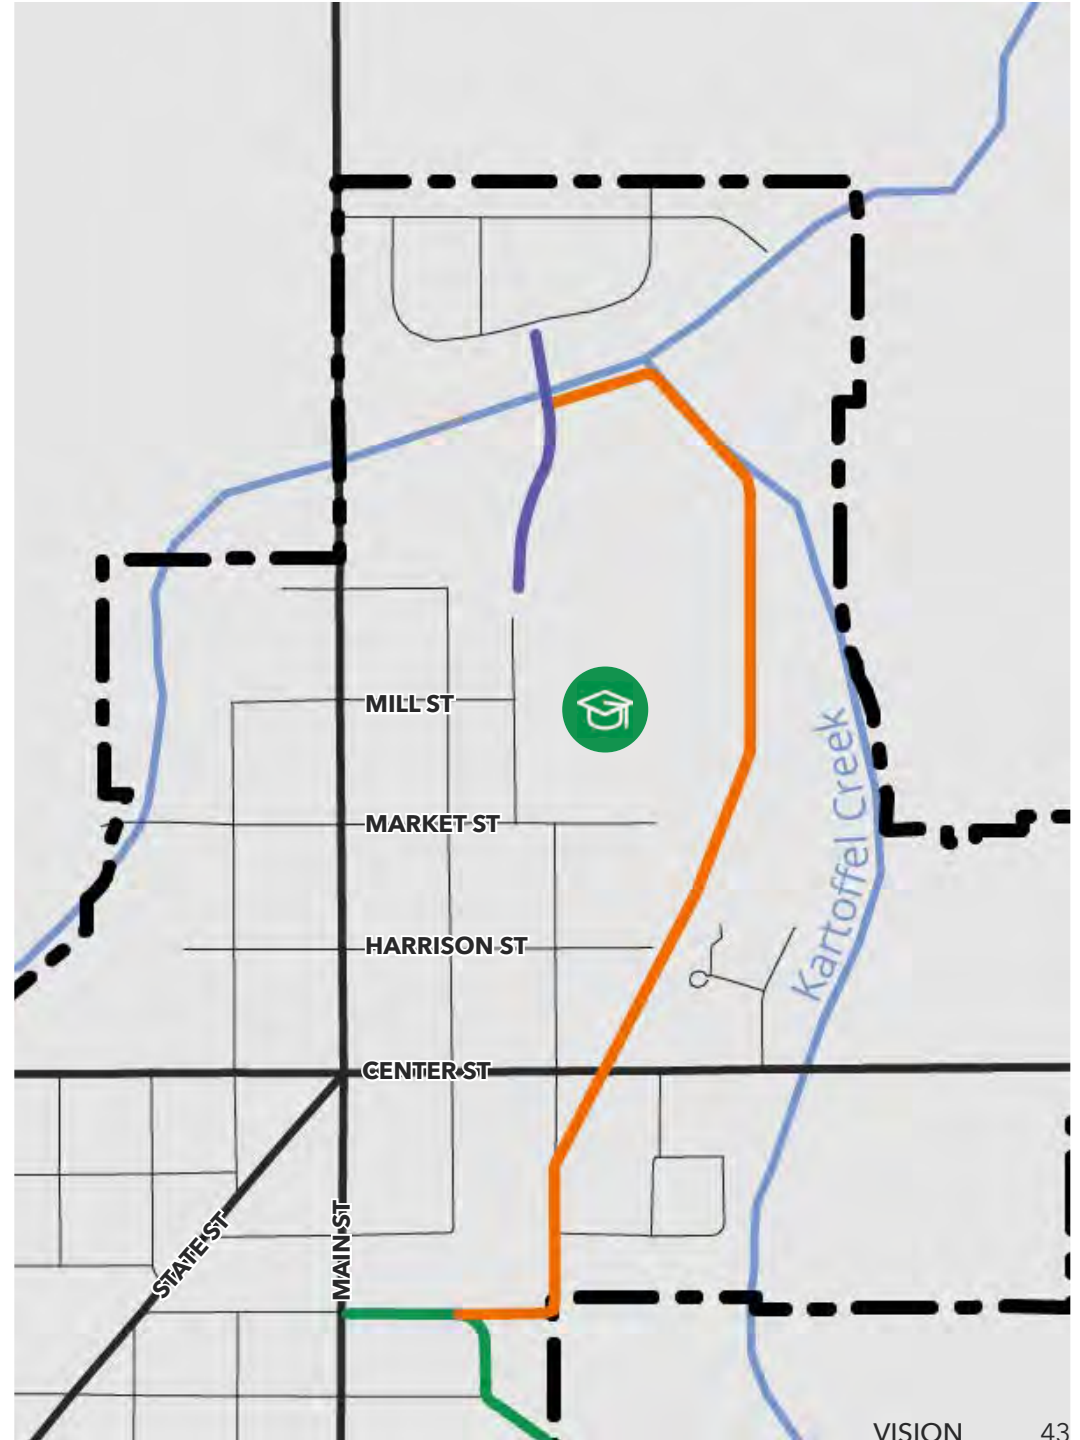 MILL ST
MARKET ST
Kartoffel Creek
HARRISON ST
CENTER ST
STATE ST
MAIN ST
VISION 43